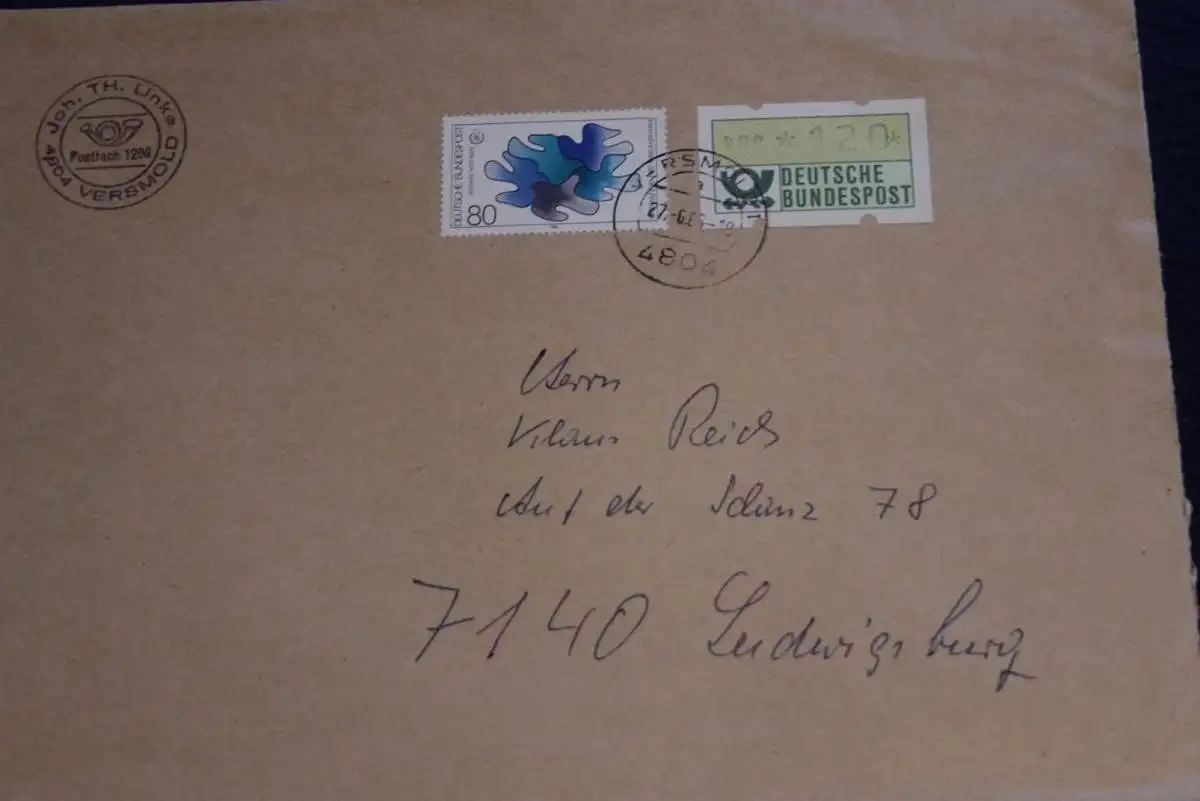 Joh. TH. Linke
Postfach 1206
4804 VERSMOLD
DEUTSCHE BUNDESPOST
80
120*
DEUTSCHE
BUNDESPOST
4804
Herrn
Klaus Reich
Auf der Schanz 78
7140 Ludwigsburg